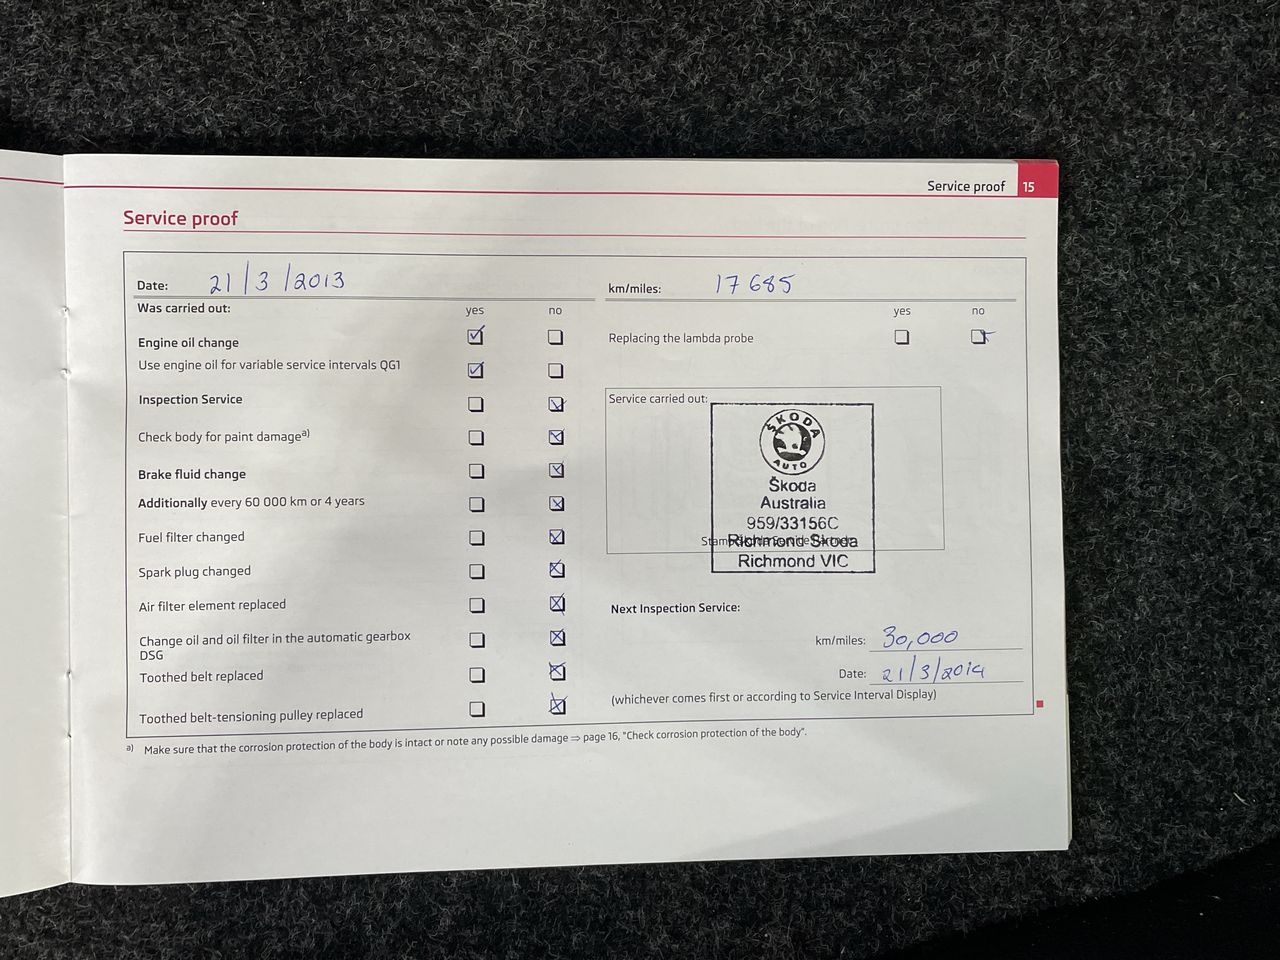 Service proof 15
Service proof
Date: 21/3/2013
km/miles: 17 685
Was carried out: yes no
yes no
Engine oil change
Use engine oil for variable service intervals QG1
Inspection Service
Check body for paint damage a)
Brake fluid change
Additionally every 60 000 km or 4 years
Fuel filter changed
Spark plug changed
Air filter element replaced
Change oil and oil filter in the automatic gearbox
DSG
Toothed belt replaced
Toothed belt-tensioning pulley replaced
Replacing the lambda probe
Service carried out:
ŠKODA
AUTO
Škoda
Australia
959/33156C
Richmond Škoda
Richmond VIC
Next Inspection Service:
km/miles: 30,000
Date: 21/3/2014
(whichever comes first or according to Service Interval Display)
a) Make sure that the corrosion protection of the body is intact or note any possible damage ⇒ page 16, "Check corrosion protection of the body".